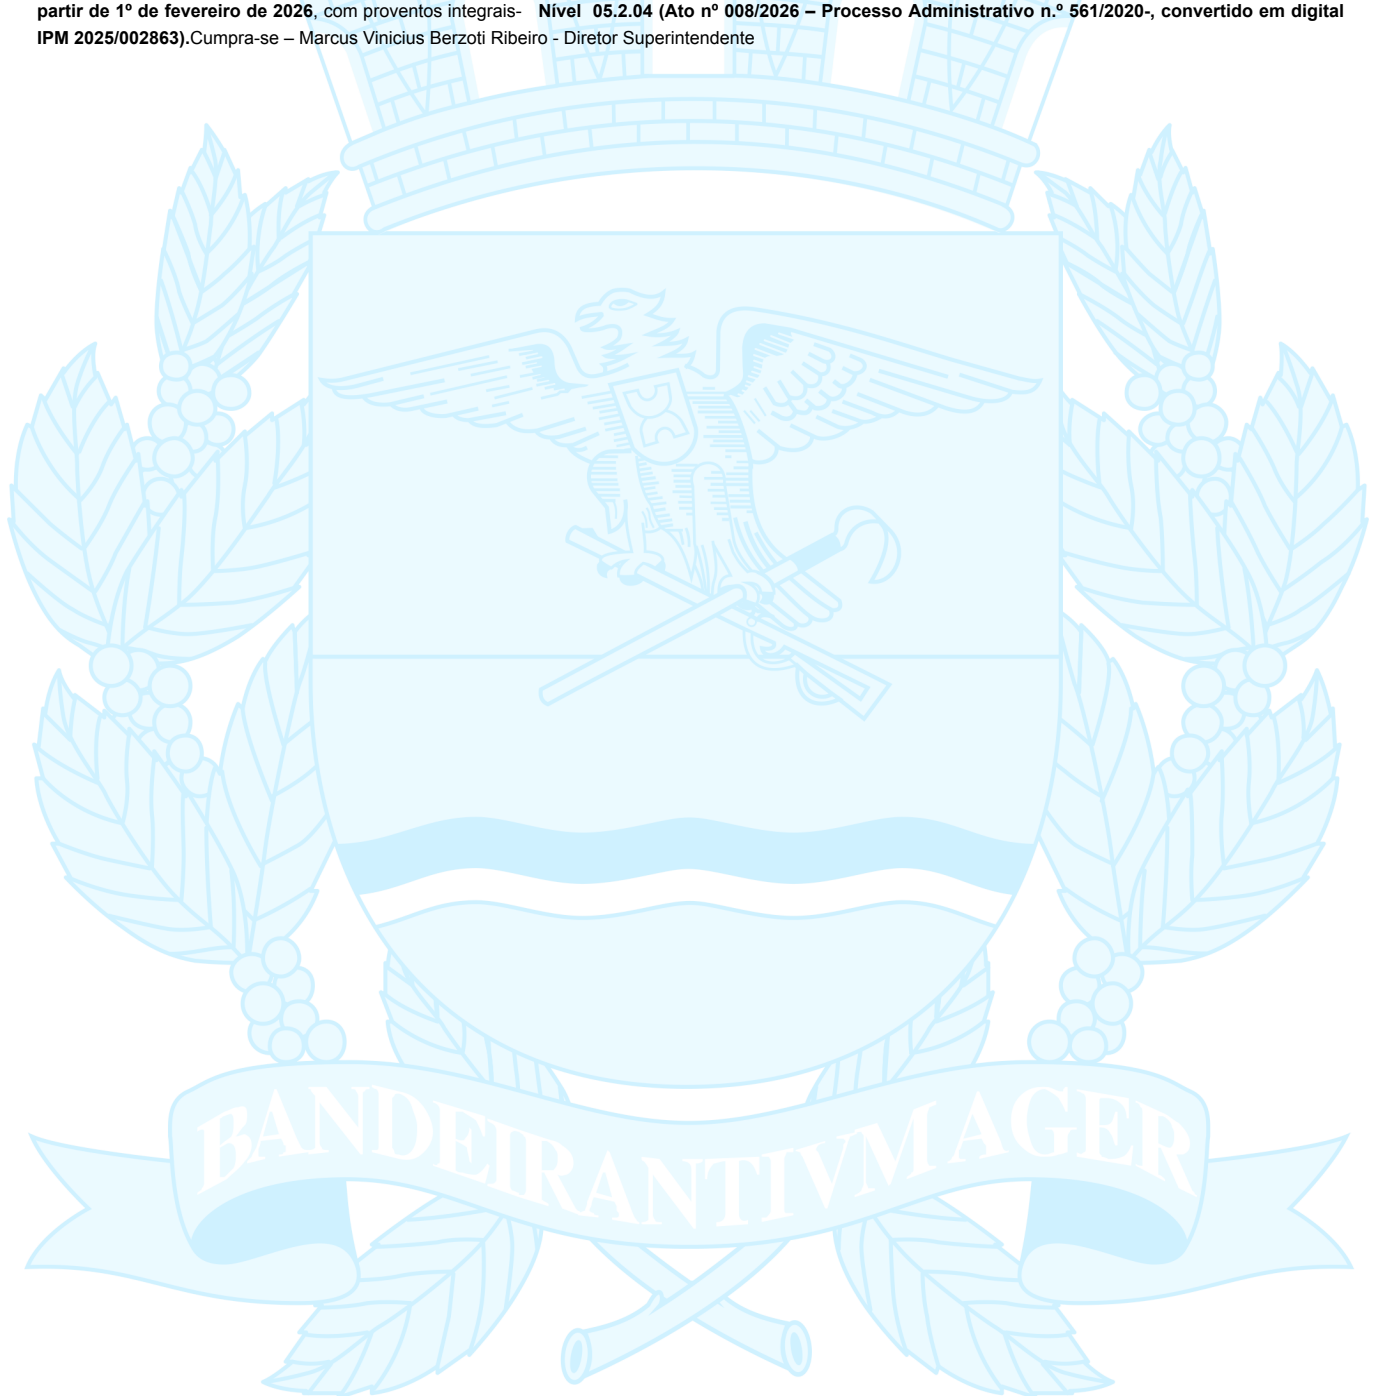 partir de 1º de fevereiro de 2026, com proventos integrais- Nível 05.2.04 (Ato nº 008/2026 – Processo Administrativo n.º 561/2020-, convertido em digital
IPM 2025/002863).Cumpra-se – Marcus Vinicius Berzoti Ribeiro - Diretor Superintendente
BANDEIRANTIVM AGER